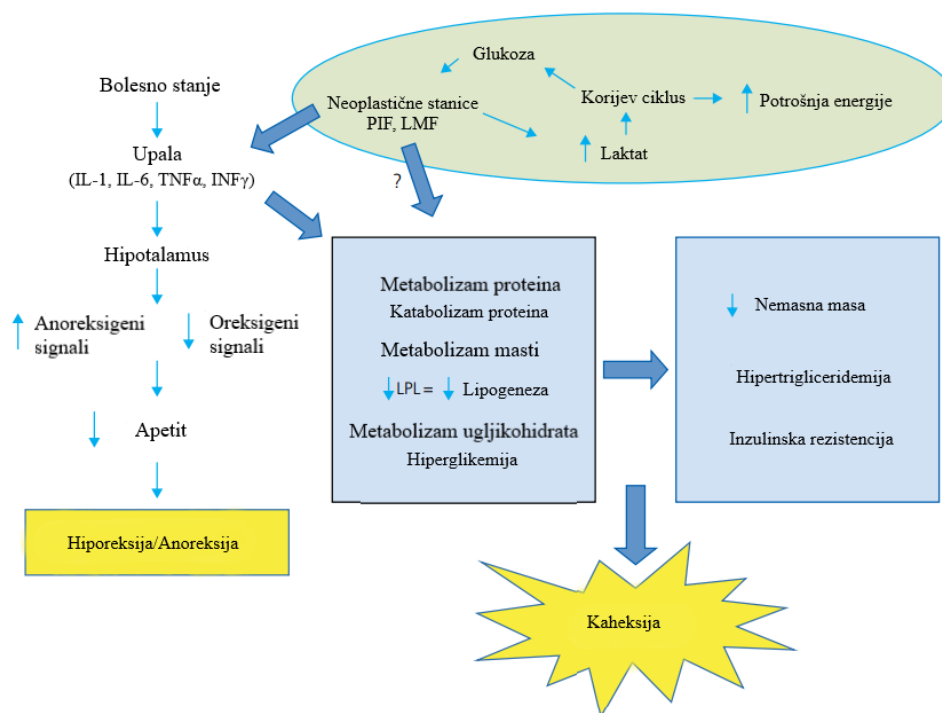 Bolesno stanje
Upala
(IL-1, IL-6, TNFα, INFγ)
Hipotalamus
Anoreksigeni
signali
Oreksigeni
signali
Apetit
Hiporeksija/Anoreksija
Glukoza
Neoplastične stanice
PIF, LMF
Korijev ciklus
Potrošnja energije
Laktat
?
Metabolizam proteina
Katabolizam proteina
Metabolizam masti
LPL = Lipogeneza
Metabolizam ugljikohidrata
Hiperglikemija
Nemasna masa
Hipertrigliceridemija
Inzulinska rezistencija
Kaheksija